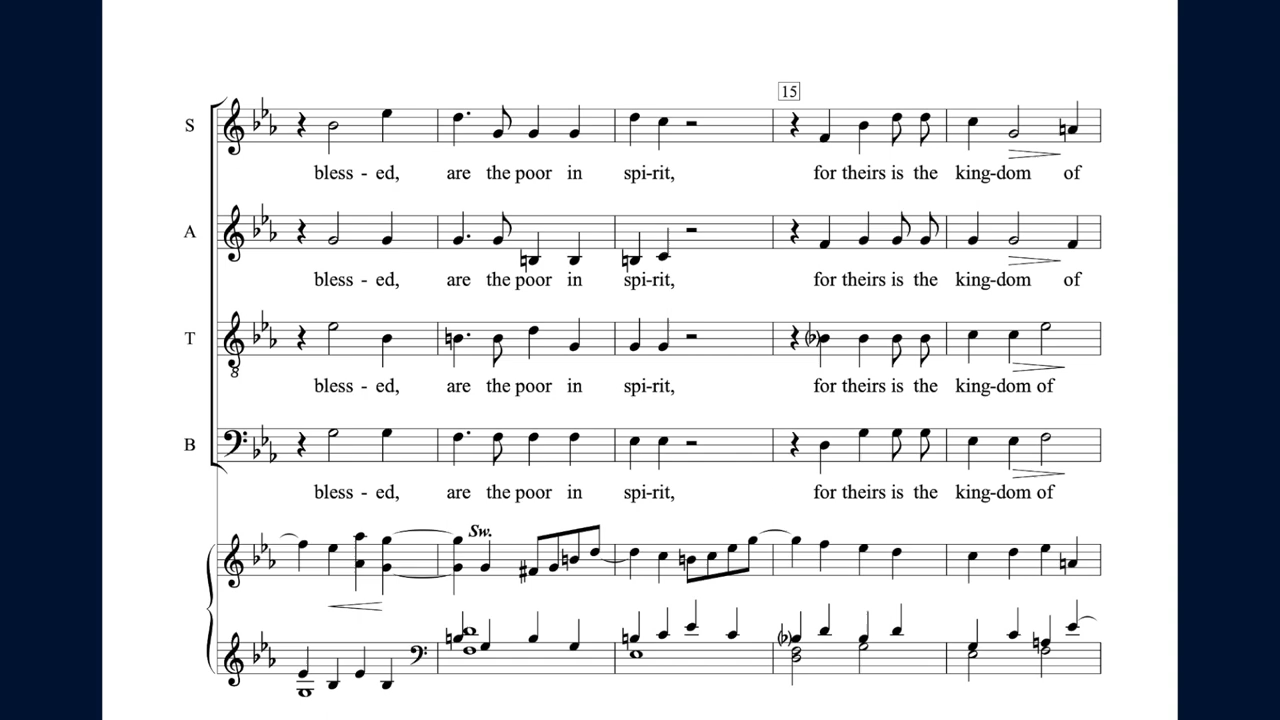 15
S
bless - ed, are the poor in spi-rit, for theirs is the king-dom of
A
bless - ed, are the poor in spi-rit, for theirs is the king-dom of
T
8
bless - ed, are the poor in spi-rit, for theirs is the king-dom of
B
bless - ed, are the poor in spi-rit, for theirs is the king-dom of
Sw.